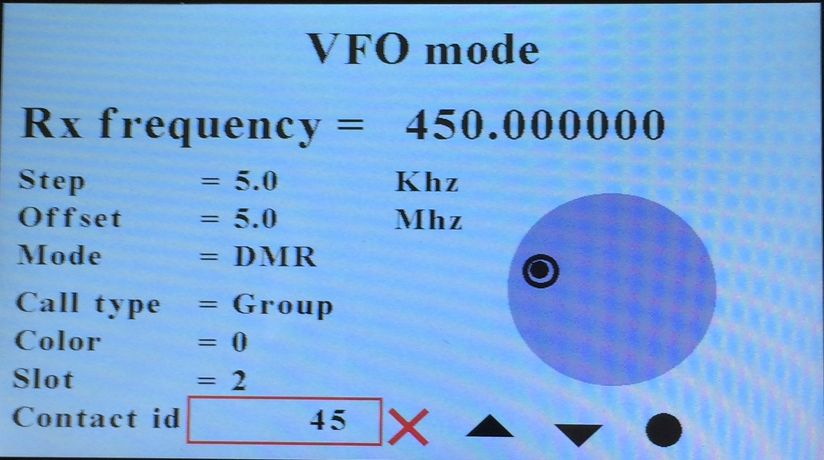 VFO mode
Rx frequency = 450.000000
Step = 5.0 Khz
Offset = 5.0 Mhz
Mode = DMR
Call type = Group
Color = 0
Slot = 2
Contact id 45